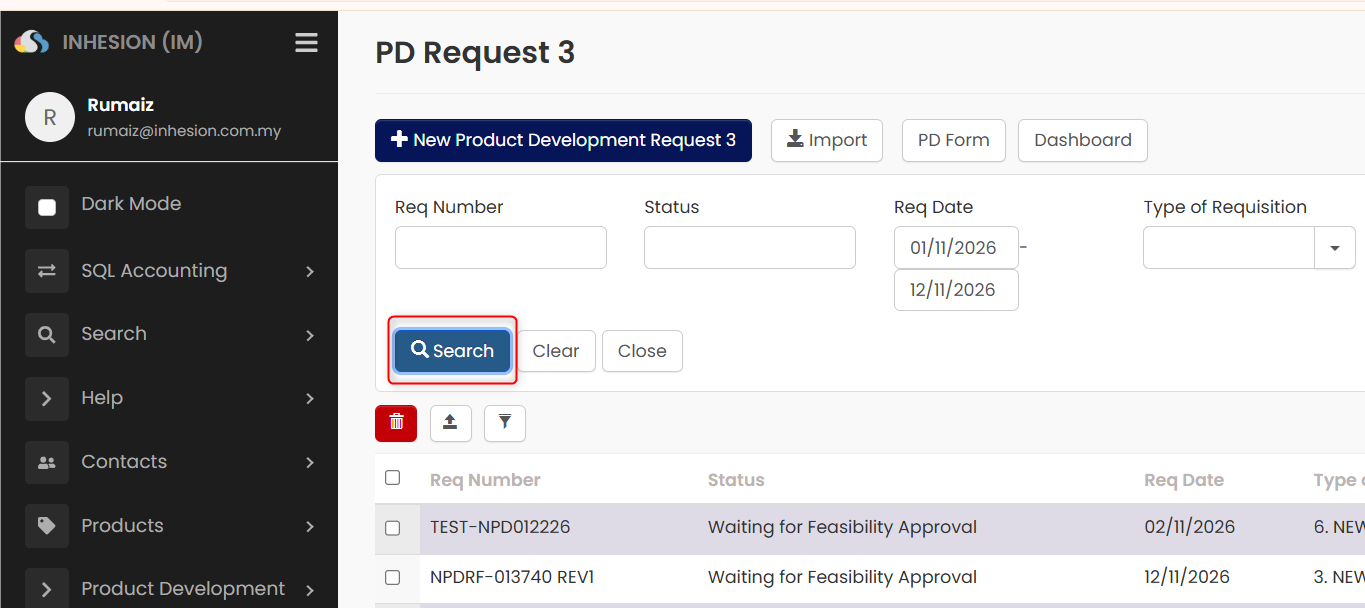 INHESION (IM)
R
Rumaiz
rumaiz@inhesion.com.my
Dark Mode
SQL Accounting
Search
Help
Contacts
Products
Product Development
PD Request 3
New Product Development Request 3
Import
PD Form
Dashboard
Req Number
Status
Req Date
Type of Requisition
01/11/2026 -
12/11/2026
Search
Clear
Close
Req Number Status Req Date Type
TEST-NPD012226 Waiting for Feasibility Approval 02/11/2026 6. NEW
NPDRF-013740 REV1 Waiting for Feasibility Approval 12/11/2026 3. NEW